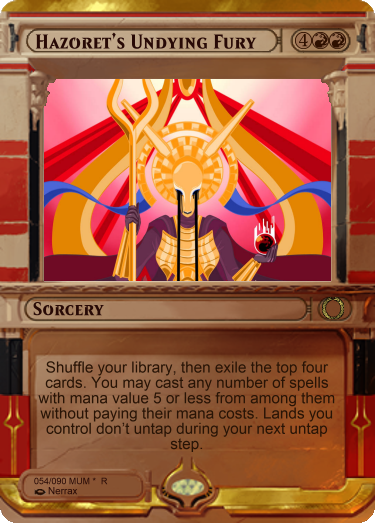 Hazoret's Undying Fury 4
Sorcery
Shuffle your library, then exile the top four
cards. You may cast any number of spells
with mana value 5 or less from among them
without paying their mana costs. Lands you
control don't untap during your next untap
step.
054/090 MUM * R
Nerrax